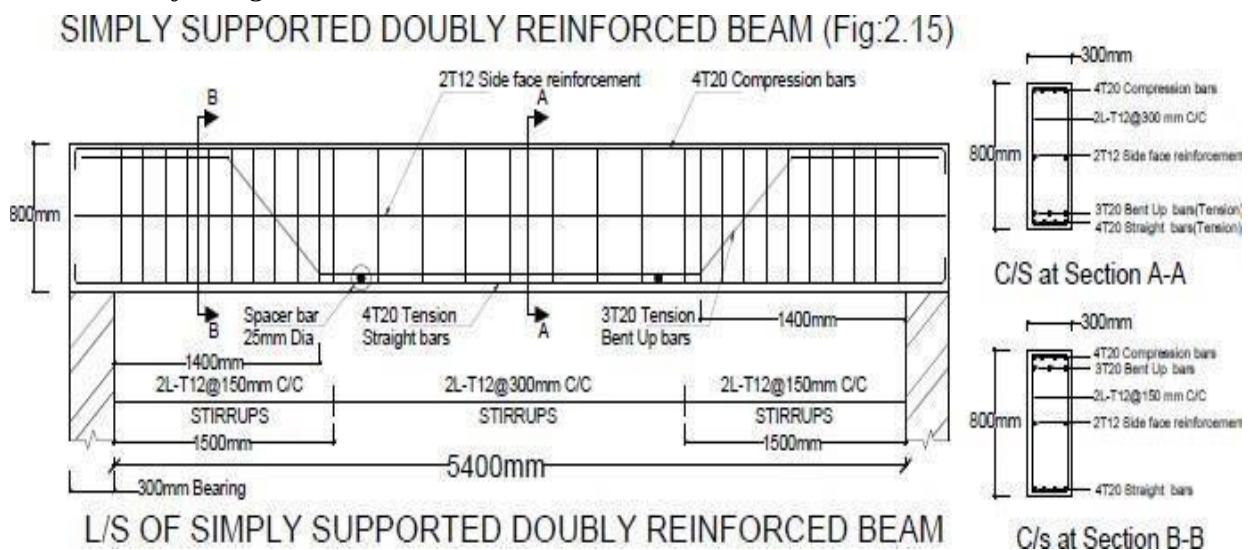 SIMPLY SUPPORTED DOUBLY REINFORCED BEAM (Fig:2.15)
2T12 Side face reinforcement
4T20 Compression bars
B
A
800mm
Spacer bar
25mm Dia
4T20 Tension
Straight bars
3T20 Tension
Bent Up bars
B
A
1400mm
1400mm
2L-T12@150mm C/C
2L-T12@300mm C/C
2L-T12@150mm C/C
STIRRUPS
STIRRUPS
STIRRUPS
1500mm
1500mm
5400mm
300mm Bearing
L/S OF SIMPLY SUPPORTED DOUBLY REINFORCED BEAM
300mm
4T20 Compression bars
2L-T12@300 mm C/C
800mm
2T12 Side face reinforcement
3T20 Bent Up bars(Tension)
4T20 Straight bars(Tension)
C/S at Section A-A
300mm
4T20 Compression bars
3T20 Bent Up bars
2L-T12@150 mm C/C
800mm
2T12 Side face reinforcement
4T20 Straight bars
C/s at Section B-B